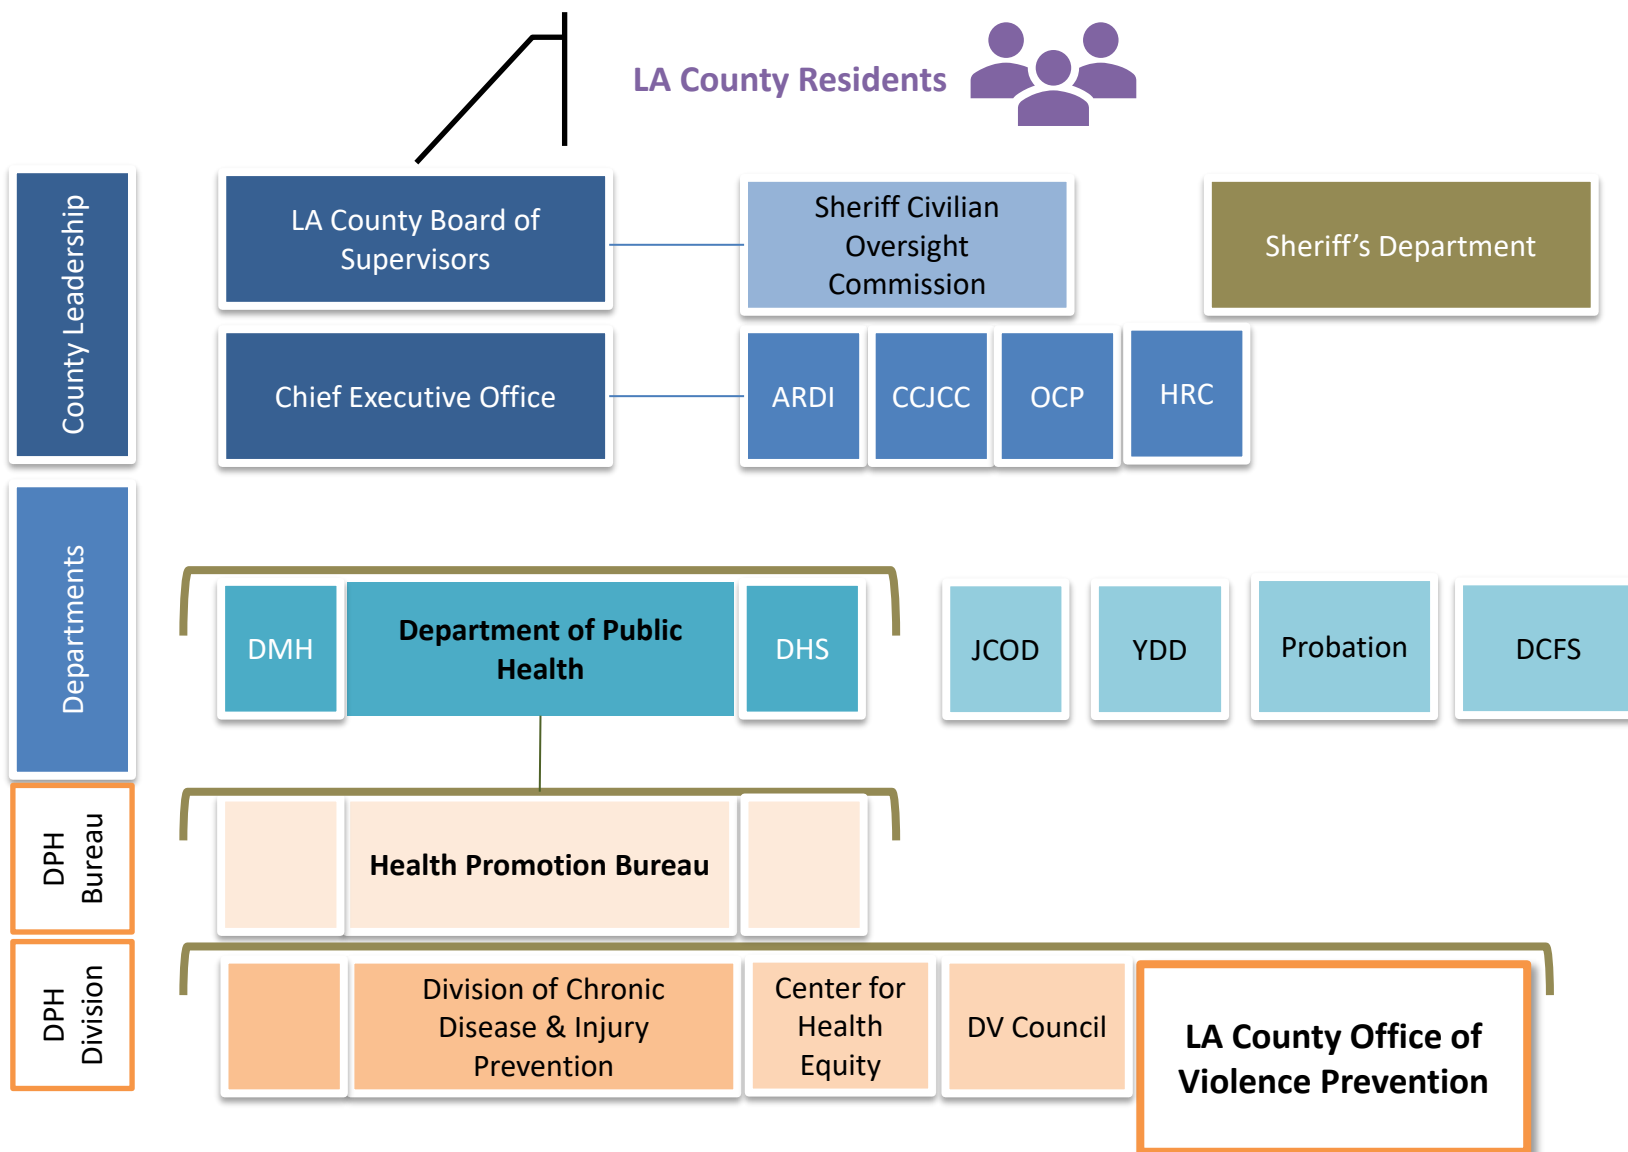 LA County Residents
County Leadership
LA County Board of
Supervisors
Sheriff Civilian
Oversight
Commission
Sheriff’s Department
Chief Executive Office
ARDI
CCJCC
OCP
HRC
Departments
DMH
Department of Public
Health
DHS
JCOD
YDD
Probation
DCFS
DPH
Bureau
Health Promotion Bureau
DPH
Division
Division of Chronic
Disease & Injury
Prevention
Center for
Health
Equity
DV Council
LA County Office of
Violence Prevention